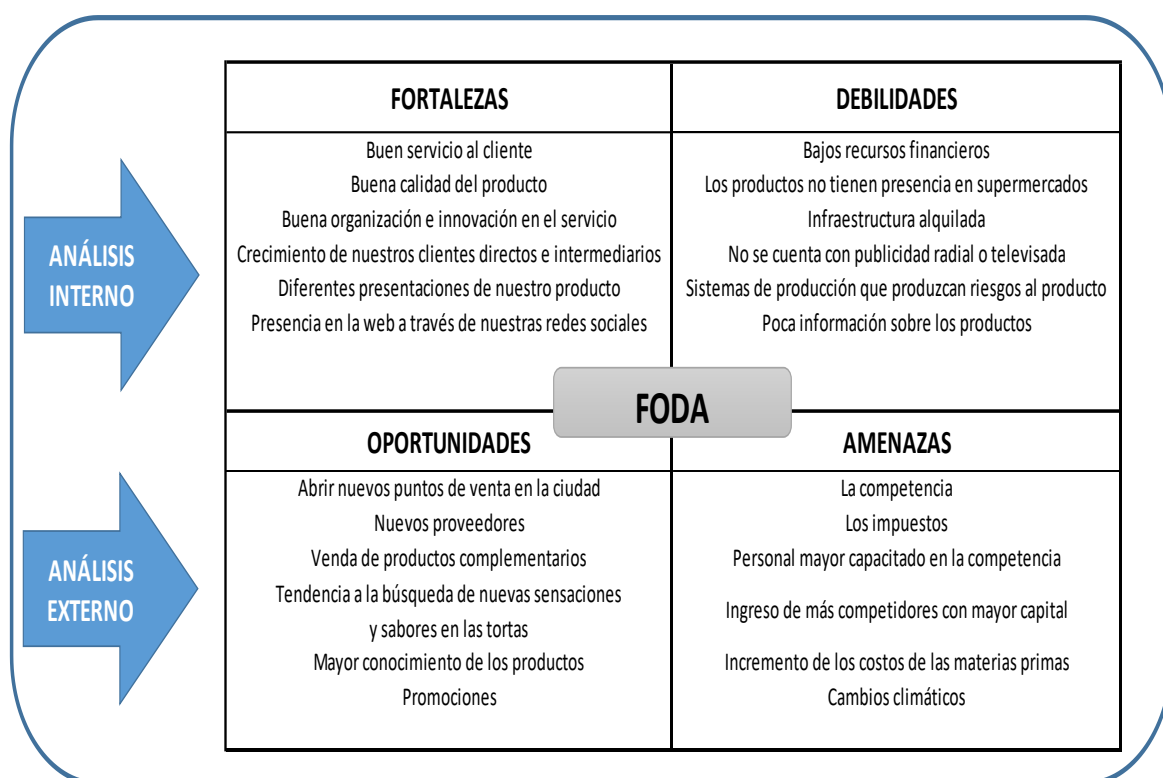 FORTALEZAS
DEBILIDADES
ANÁLISIS
INTERNO
Buen servicio al cliente
Buena calidad del producto
Buena organización e innovación en el servicio
Crecimiento de nuestros clientes directos e intermediarios
Diferentes presentaciones de nuestro producto
Presencia en la web a través de nuestras redes sociales
Bajos recursos financieros
Los productos no tienen presencia en supermercados
Infraestructura alquilada
No se cuenta con publicidad radial o televisada
Sistemas de producción que produzcan riesgos al producto
Poca información sobre los productos
FODA
OPORTUNIDADES
AMENAZAS
ANÁLISIS
EXTERNO
Abrir nuevos puntos de venta en la ciudad
Nuevos proveedores
Venda de productos complementarios
Tendencia a la búsqueda de nuevas sensaciones
y sabores en las tortas
Mayor conocimiento de los productos
Promociones
La competencia
Los impuestos
Personal mayor capacitado en la competencia
Ingreso de más competidores con mayor capital
Incremento de los costos de las materias primas
Cambios climáticos